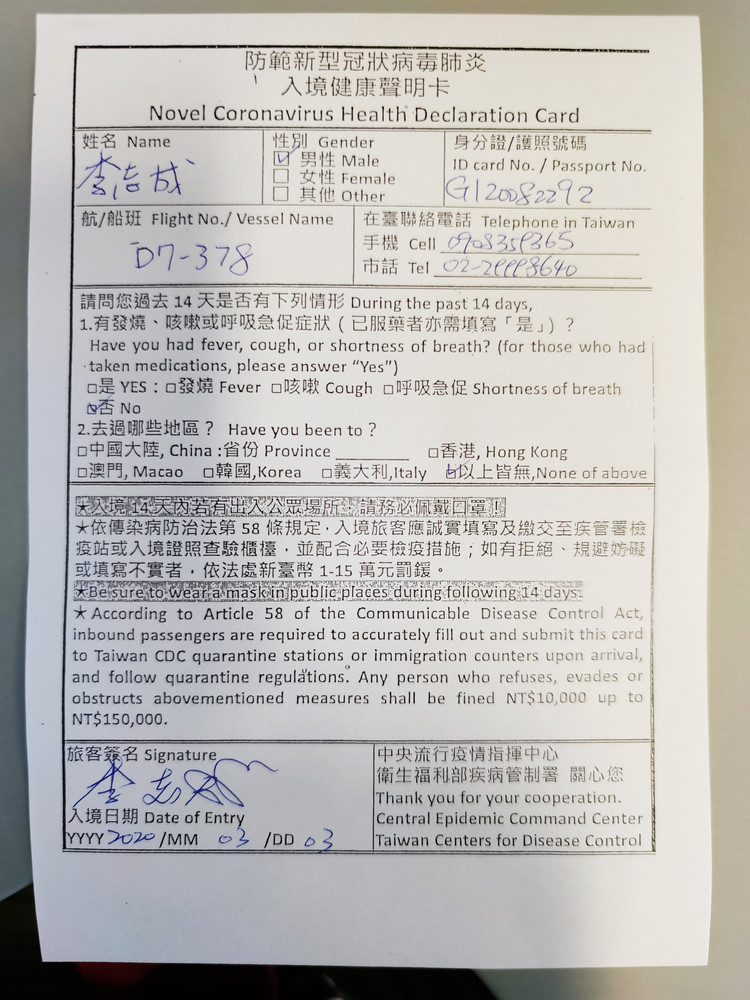 防範新型冠狀病毒肺炎
入境健康聲明卡
Novel Coronavirus Health Declaration Card
姓名 Name
李志成
性別 Gender
☑ 男性 Male
☐ 女性 Female
☐ 其他 Other
身分證/護照號碼
ID card No. / Passport No.
G120082292
航/船班 Flight No./ Vessel Name
D7-378
在臺聯絡電話 Telephone in Taiwan
手機 Cell 0908359365
市話 Tel 02-29998640
請問您過去 14 天是否有下列情形 During the past 14 days,
1.有發燒、咳嗽或呼吸急促症狀（已服藥者亦需填寫「是」）？
Have you had fever, cough, or shortness of breath? (for those who had
taken medications, please answer “Yes”)
☐是 YES：☐發燒 Fever ☐咳嗽 Cough ☐呼吸急促 Shortness of breath
☑否 No
2.去過哪些地區？ Have you been to？
☐中國大陸, China :省份 Province ________ ☐香港, Hong Kong
☐澳門, Macao ☐韓國,Korea ☐義大利,Italy ☑以上皆無,None of above
★入境 14 天內若有出入公眾場所，請務必佩戴口罩！
★依傳染病防治法第 58 條規定，入境旅客應誠實填寫及繳交至疾管署檢
疫站或入境證照查驗櫃檯，並配合必要檢疫措施；如有拒絕、規避妨礙
或填寫不實者，依法處新臺幣 1-15 萬元罰鍰。
★Be sure to wear a mask in public places during following 14 days.
★According to Article 58 of the Communicable Disease Control Act,
inbound passengers are required to accurately fill out and submit this card
to Taiwan CDC quarantine stations or immigration counters upon arrival,
and follow quarantine regulations. Any person who refuses, evades or
obstructs abovementioned measures shall be fined NT$10,000 up to
NT$150,000.
旅客簽名 Signature
李志成
入境日期 Date of Entry
YYYY 2020 /MM 03 /DD 03
中央流行疫情指揮中心
衛生福利部疾病管制署 關心您
Thank you for your cooperation.
Central Epidemic Command Center
Taiwan Centers for Disease Control